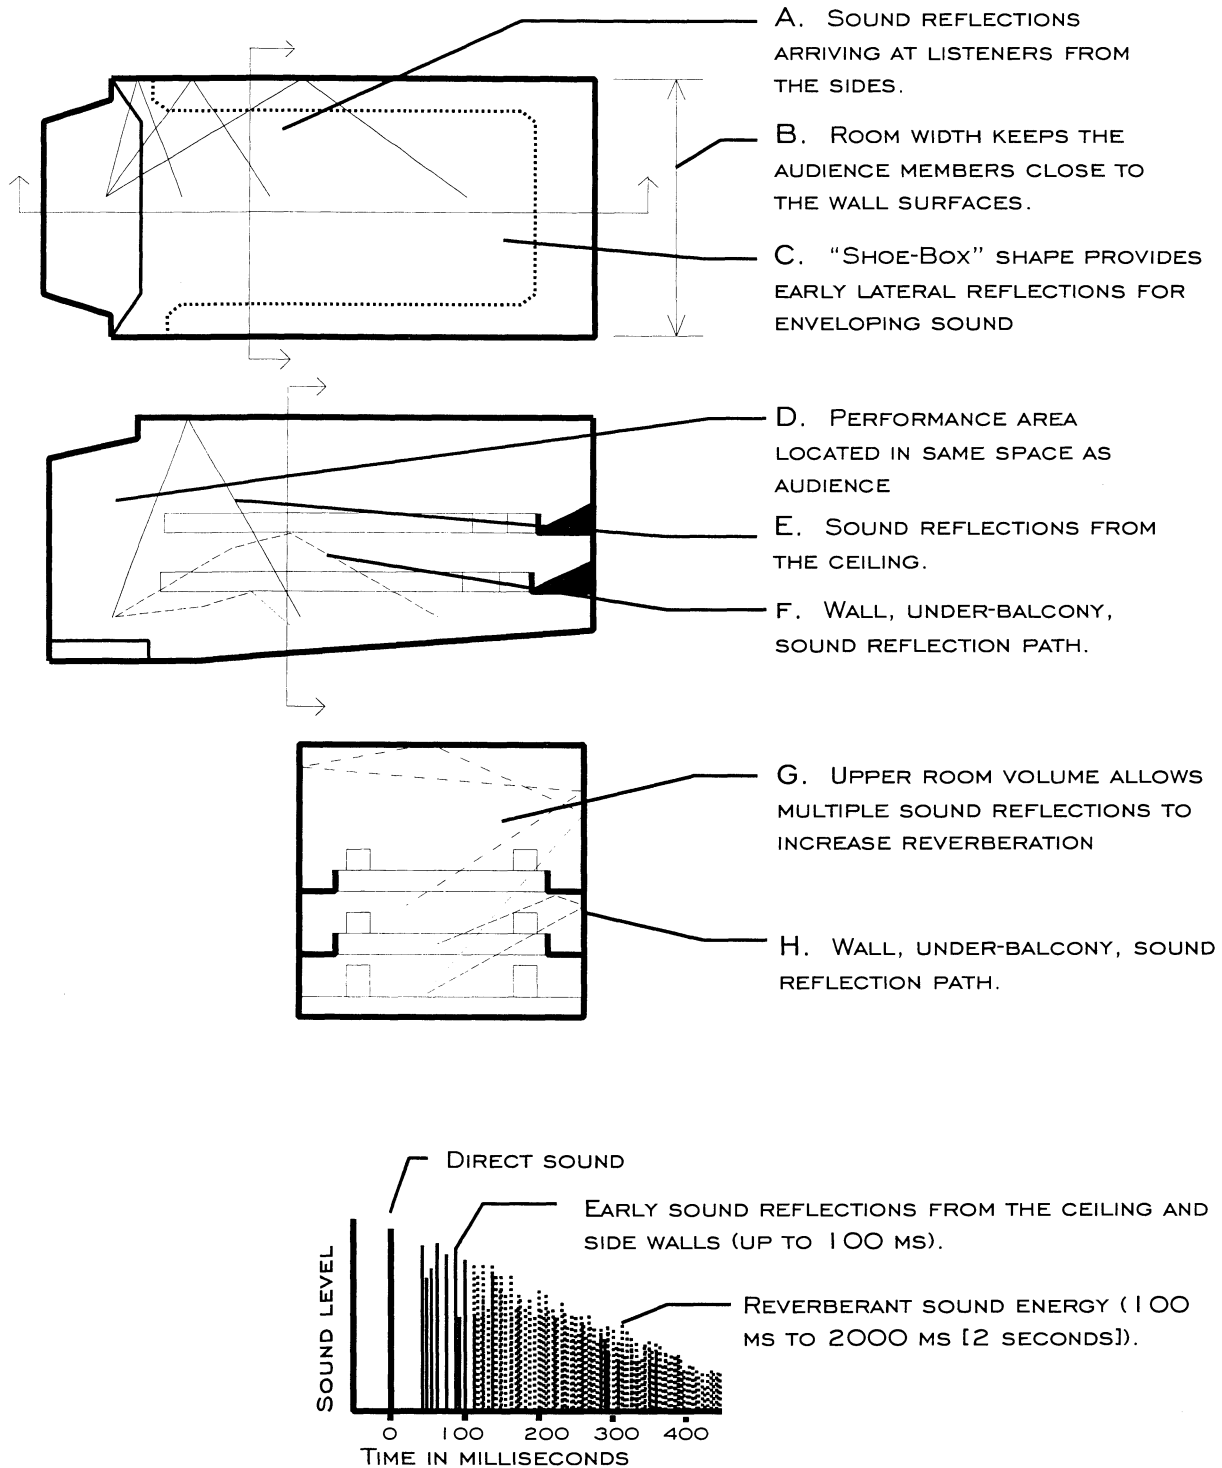 A. SOUND REFLECTIONS
ARRIVING AT LISTENERS FROM
THE SIDES.
B. ROOM WIDTH KEEPS THE
AUDIENCE MEMBERS CLOSE TO
THE WALL SURFACES.
C. “SHOE-BOX” SHAPE PROVIDES
EARLY LATERAL REFLECTIONS FOR
ENVELOPING SOUND
D. PERFORMANCE AREA
LOCATED IN SAME SPACE AS
AUDIENCE
E. SOUND REFLECTIONS FROM
THE CEILING.
F. WALL, UNDER-BALCONY,
SOUND REFLECTION PATH.
G. UPPER ROOM VOLUME ALLOWS
MULTIPLE SOUND REFLECTIONS TO
INCREASE REVERBERATION
H. WALL, UNDER-BALCONY, SOUND
REFLECTION PATH.
DIRECT SOUND
EARLY SOUND REFLECTIONS FROM THE CEILING AND
SIDE WALLS (UP TO 100 MS).
REVERBERANT SOUND ENERGY (100
MS TO 2000 MS [2 SECONDS]).
SOUND LEVEL
0 100 200 300 400
TIME IN MILLISECONDS